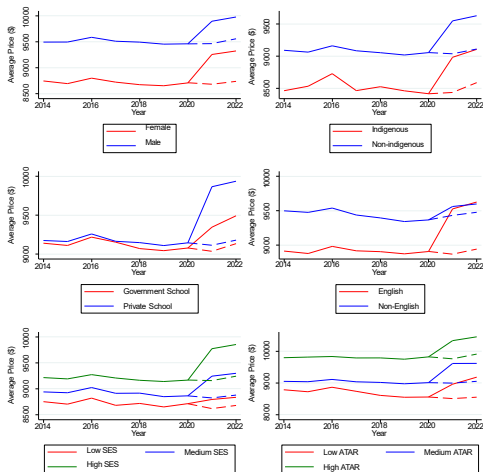 Average Price ($)
8500 9000 9500 10000
2014 2016 2018 2020 2022
Year
Female
Male
Average Price ($)
8500 9000 9500
2014 2016 2018 2020 2022
Year
Indigenous
Non-indigenous
Average Price ($)
9000 9500 10000
2014 2016 2018 2020 2022
Year
Government School
Private School
Average Price ($)
9000 9500 10000
2014 2016 2018 2020 2022
Year
English
Non-English
Average Price ($)
8500 9000 9500 10000
2014 2016 2018 2020 2022
Year
Low SES Medium SES
High SES
Average Price ($)
8000 9000 10000
2014 2016 2018 2020 2022
Year
Low ATAR Medium ATAR
High ATAR